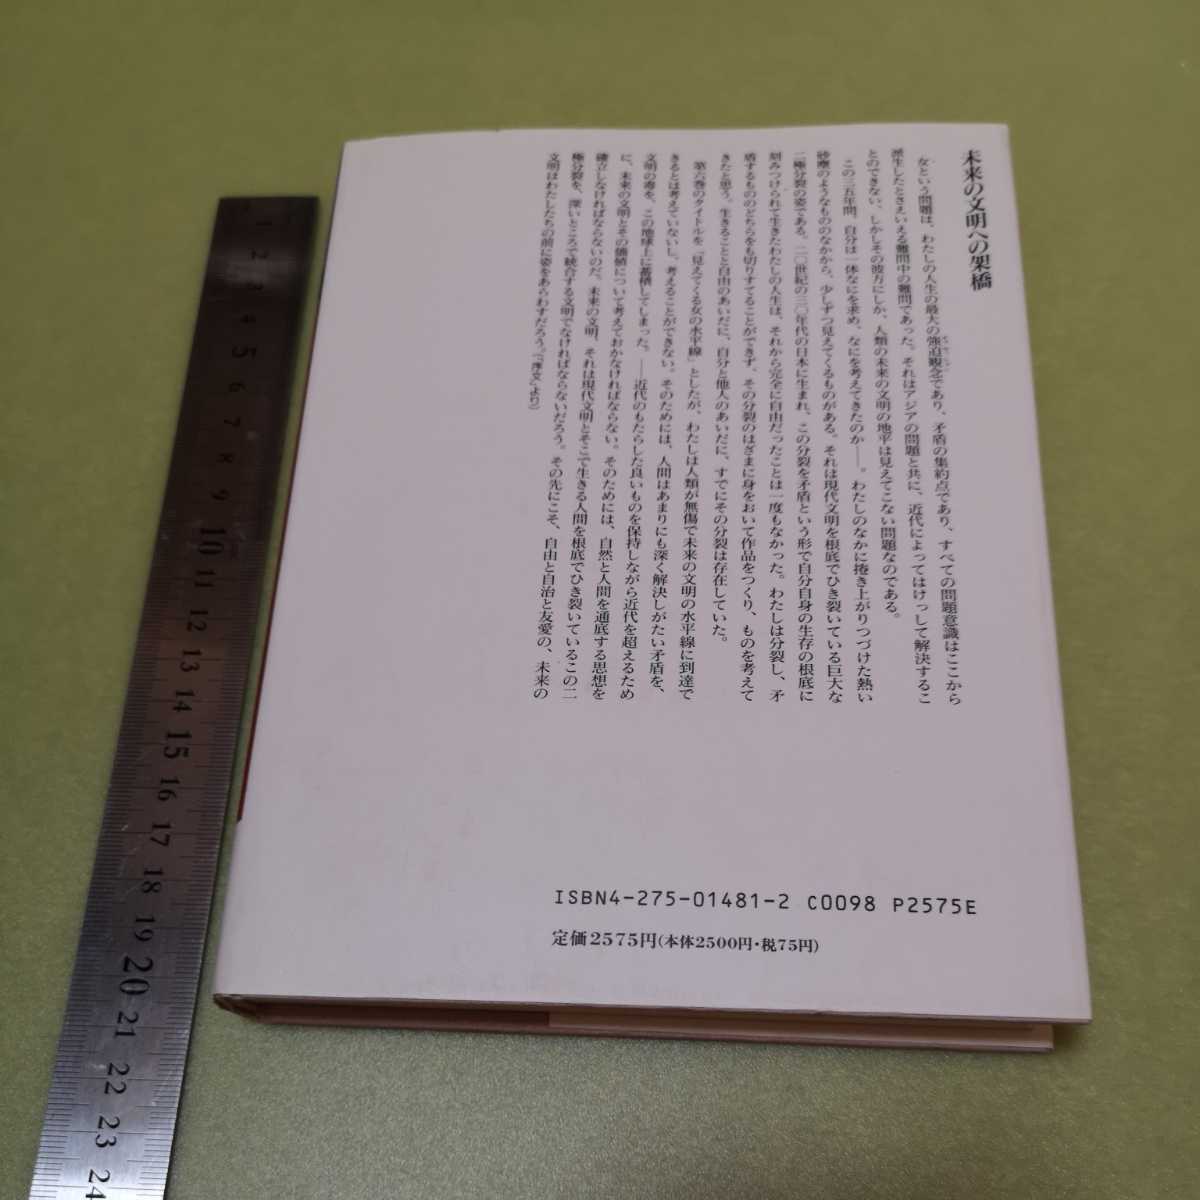 未来の文明への架橋
女という問題は、わたしの人生の最大の強迫観念であり、矛盾の集約点であり、すべての問題意識はここから
派生したとさえいえる難問中の難問であった。それはアジアの問題と共に、近代によってはけっして解決するこ
とのできない、しかしその彼方にしか、人類の未来の文明の地平は見えてこない問題なのである。
この三五年間、自分は一体なにを求め、なにを考えてきたのか——。わたしのなかに捲き上がりつづけた熱い
砂塵のようなもののなかから、少しずつ見えてくるものがある。それは現代文明を根底でひき裂いている巨大な
二極分裂の姿である。二〇世紀の三〇年代の日本に生まれ、この分裂を矛盾という形で自分自身の生存の根底に
刻みつけられて生きたわたしの人生は、それから完全に自由だったことは一度もなかった。わたしは分裂し、矛
盾するもののどちらをも切りすてることができず、その分裂のはざまに身をおいて作品をつくり、ものを考えて
きたと思う。生きることと自由のあいだに、自分と他人のあいだに、すでにその分裂は存在していた。
第六巻のタイトルを「見えてくる女の水平線」としたが、わたしは人類が無傷で未来の文明の水平線に到達で
きるとは考えていないし、考えることができない。そのためには、人間はあまりにも深く解決しがたい矛盾を、
文明の毒を、この地球上に蓄積してしまった。——近代のもたらした良いものを保持しながら近代を超えるため
に、未来の文明とその価値について考えておかなければならない。そのためには、自然と人間を通底する思想を
確立しなければならないのだ。未来の文明、それは現代文明とそこで生きる人間を根底でひき裂いているこの二
極分裂を、深いところで統合する文明でなければならないだろう。その先にこそ、自由と自治と友愛の、未来の
文明はわたしたちの前に姿をあらわすだろう。(「序文」より)
ISBN4-275-01481-2 C0098 P2575E
定価2575円(本体2500円・税75円)
1
2
3
4
5
6
7
8
9
10
11
12
13
14
15
16
17
18
19
20
21
22
23
24